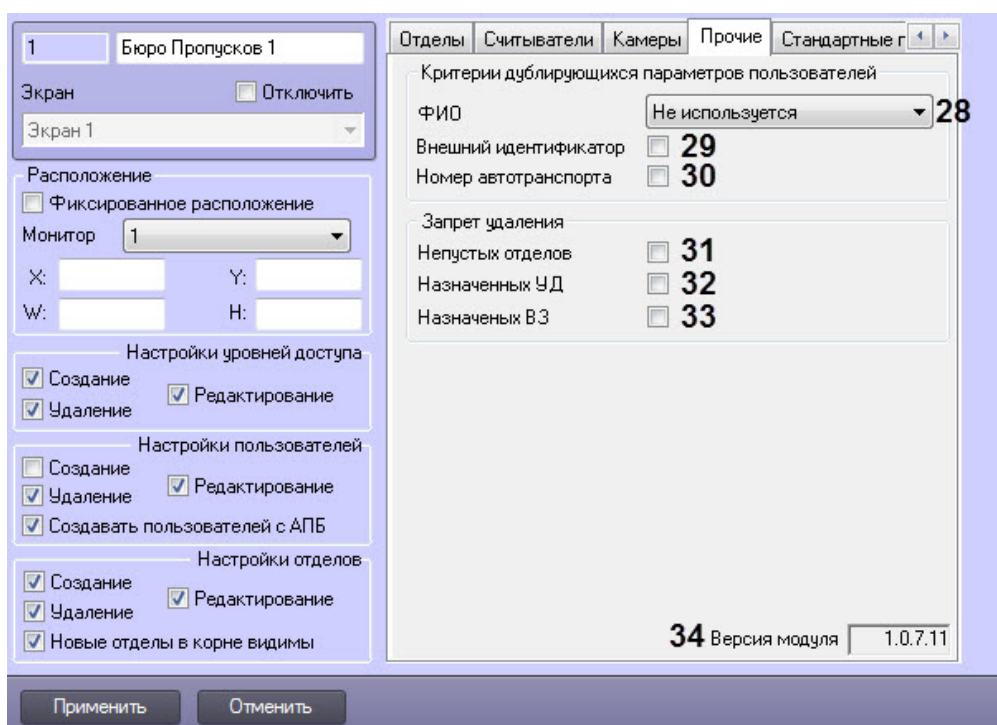 1
Бюро Пропусков 1
Экран
Отключить
Экран 1
Расположение
Фиксированное расположение
Монитор 1
X: Y:
W: H:
Настройки уровней доступа
Создание
Редактирование
Удаление
Настройки пользователей
Создание
Редактирование
Удаление
Создавать пользователей с АПБ
Настройки отделов
Создание
Редактирование
Удаление
Новые отделы в корне видимы
Отделы Считыватели Камеры Прочие Стандартные г
Критерии дублирующихся параметров пользователей
ФИО Не используется 28
Внешний идентификатор 29
Номер автотранспорта 30
Запрет удаления
Непустых отделов 31
Назначенных УД 32
Назначеных ВЗ 33
34 Версия модуля 1.0.7.11
Применить Отменить